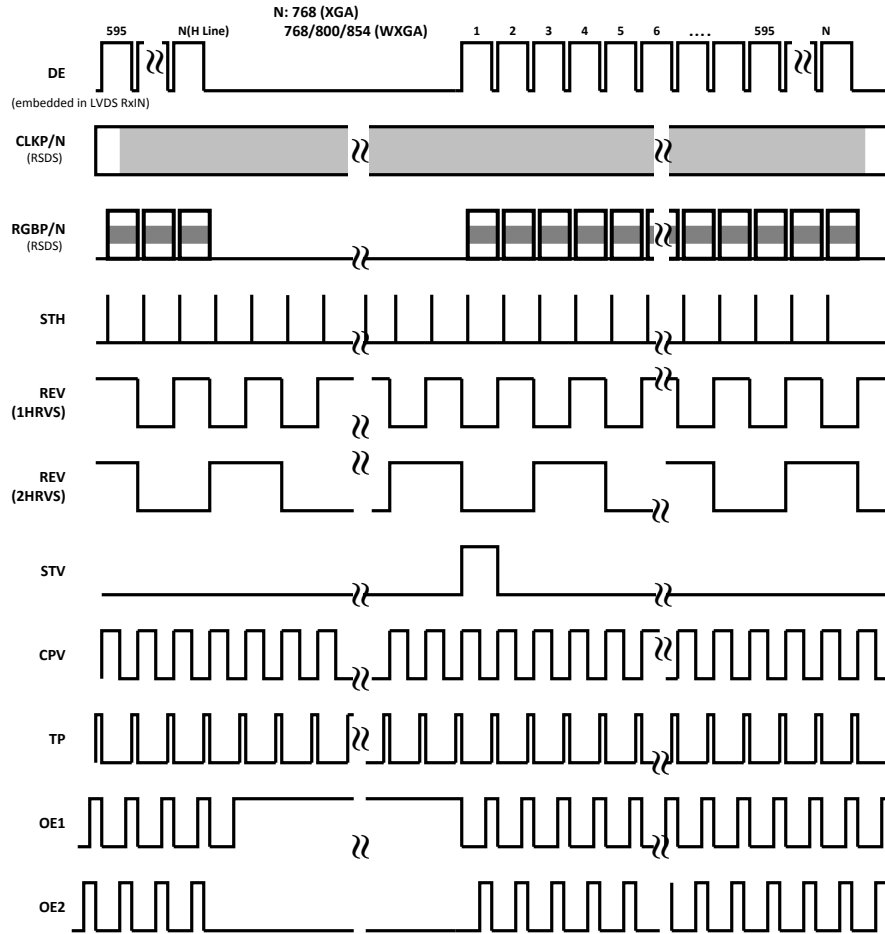 N: 768 (XGA)
768/800/854 (WXGA)
595 N(H Line) 1 2 3 4 5 6 .... 595 N
DE
(embedded in LVDS RxIN)
CLKP/N
(RSDS)
RGBP/N
(RSDS)
STH
REV
(1HRVS)
REV
(2HRVS)
STV
CPV
TP
OE1
OE2